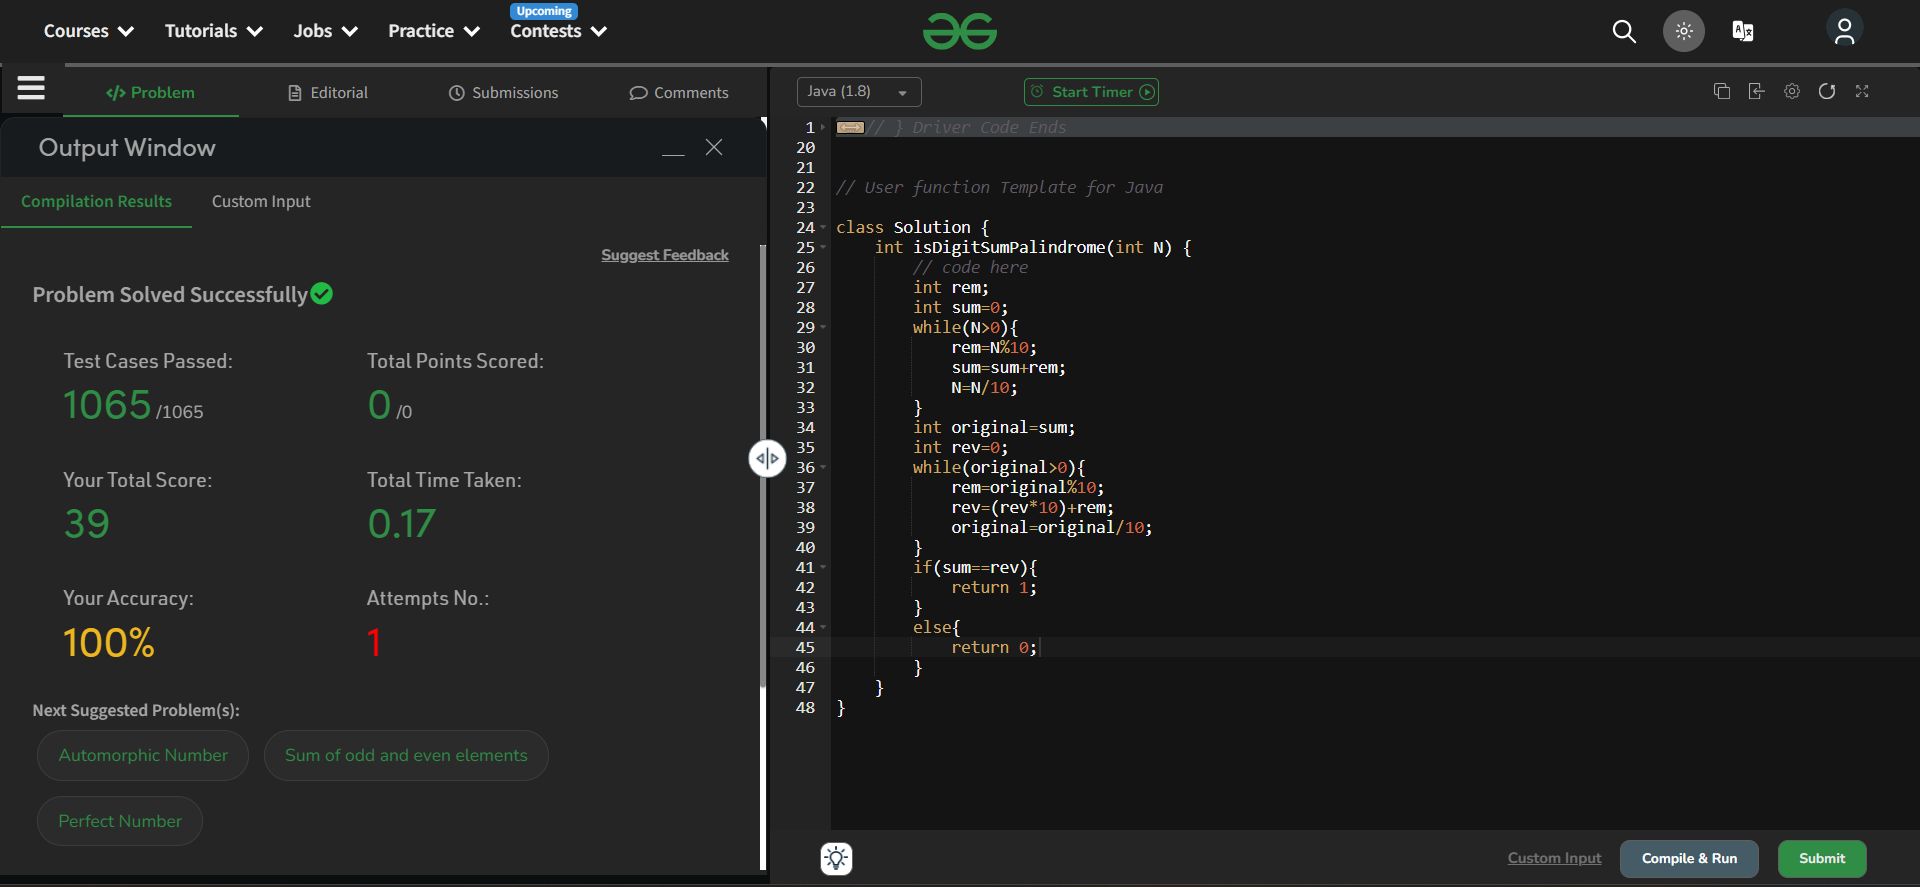 Upcoming
Courses Tutorials Jobs Practice Contests
</> Problem Editorial Submissions Comments
Output Window
Compilation Results Custom Input
Suggest Feedback
Problem Solved Successfully
Test Cases Passed: Total Points Scored:
1065 /1065 0 /0
Your Total Score: Total Time Taken:
39 0.17
Your Accuracy: Attempts No.:
100% 1
Next Suggested Problem(s):
Automorphic Number Sum of odd and even elements
Perfect Number
Java (1.8) Start Timer
1 // } Driver Code Ends
20
21
22 // User function Template for Java
23
24 class Solution {
25     int isDigitSumPalindrome(int N) {
26         // code here
27         int rem;
28         int sum=0;
29         while(N>0){
30             rem=N%10;
31             sum=sum+rem;
32             N=N/10;
33         }
34         int original=sum;
35         int rev=0;
36         while(original>0){
37             rem=original%10;
38             rev=(rev*10)+rem;
39             original=original/10;
40         }
41         if(sum==rev){
42             return 1;
43         }
44         else{
45             return 0;
46         }
47     }
48 }
Custom Input Compile & Run Submit